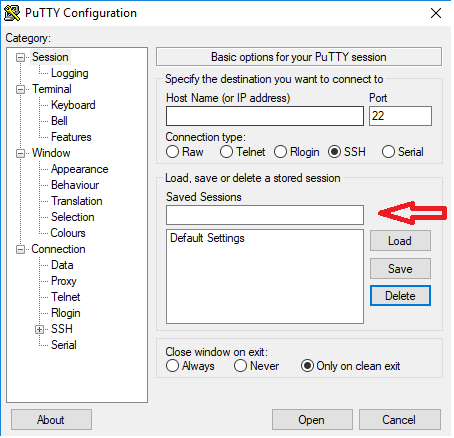 PuTTY Configuration
Category:
Session
Logging
Terminal
Keyboard
Bell
Features
Window
Appearance
Behaviour
Translation
Selection
Colours
Connection
Data
Proxy
Telnet
Rlogin
SSH
Serial
Basic options for your PuTTY session
Specify the destination you want to connect to
Host Name (or IP address) Port
22
Connection type:
Raw Telnet Rlogin SSH Serial
Load, save or delete a stored session
Saved Sessions
Default Settings
Load
Save
Delete
Close window on exit:
Always Never Only on clean exit
About Open Cancel